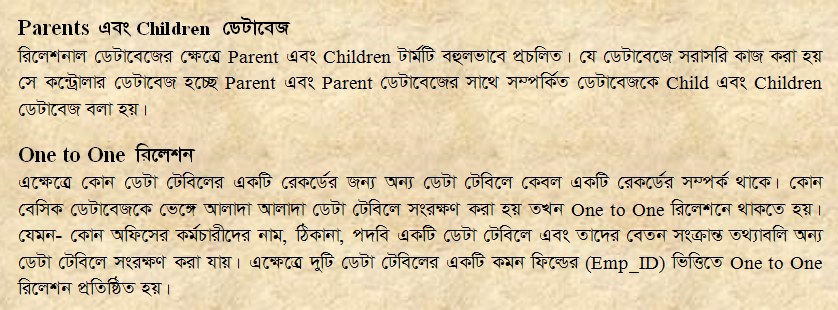 Parents এবং Children ডেটাবেজ
রিলেশনাল ডেটাবেজের ক্ষেত্রে Parent এবং Children টার্মটি বহুলভাবে প্রচলিত। যে ডেটাবেজে সরাসরি কাজ করা হয়
সে কন্ট্রোলার ডেটাবেজ হচ্ছে Parent এবং Parent ডেটাবেজের সাথে সম্পর্কিত ডেটাবেজকে Child এবং Children
ডেটাবেজ বলা হয়।
One to One রিলেশন
এক্ষেত্রে কোন ডেটা টেবিলের একটি রেকর্ডের জন্য অন্য ডেটা টেবিলে কেবল একটি রেকর্ডের সম্পর্ক থাকে। কোন
বেসিক ডেটাবেজকে ভেঙ্গে আলাদা আলাদা ডেটা টেবিলে সংরক্ষণ করা হয় তখন One to One রিলেশনে থাকতে হয়।
যেমন- কোন অফিসের কর্মচারীদের নাম, ঠিকানা, পদবি একটি ডেটা টেবিলে এবং তাদের বেতন সংক্রান্ত তথ্যাবলি অন্য
ডেটা টেবিলে সংরক্ষণ করা যায়। এক্ষেত্রে দুটি ডেটা টেবিলের একটি কমন ফিল্ডের (Emp_ID) ভিত্তিতে One to One
রিলেশন প্রতিষ্ঠিত হয়।